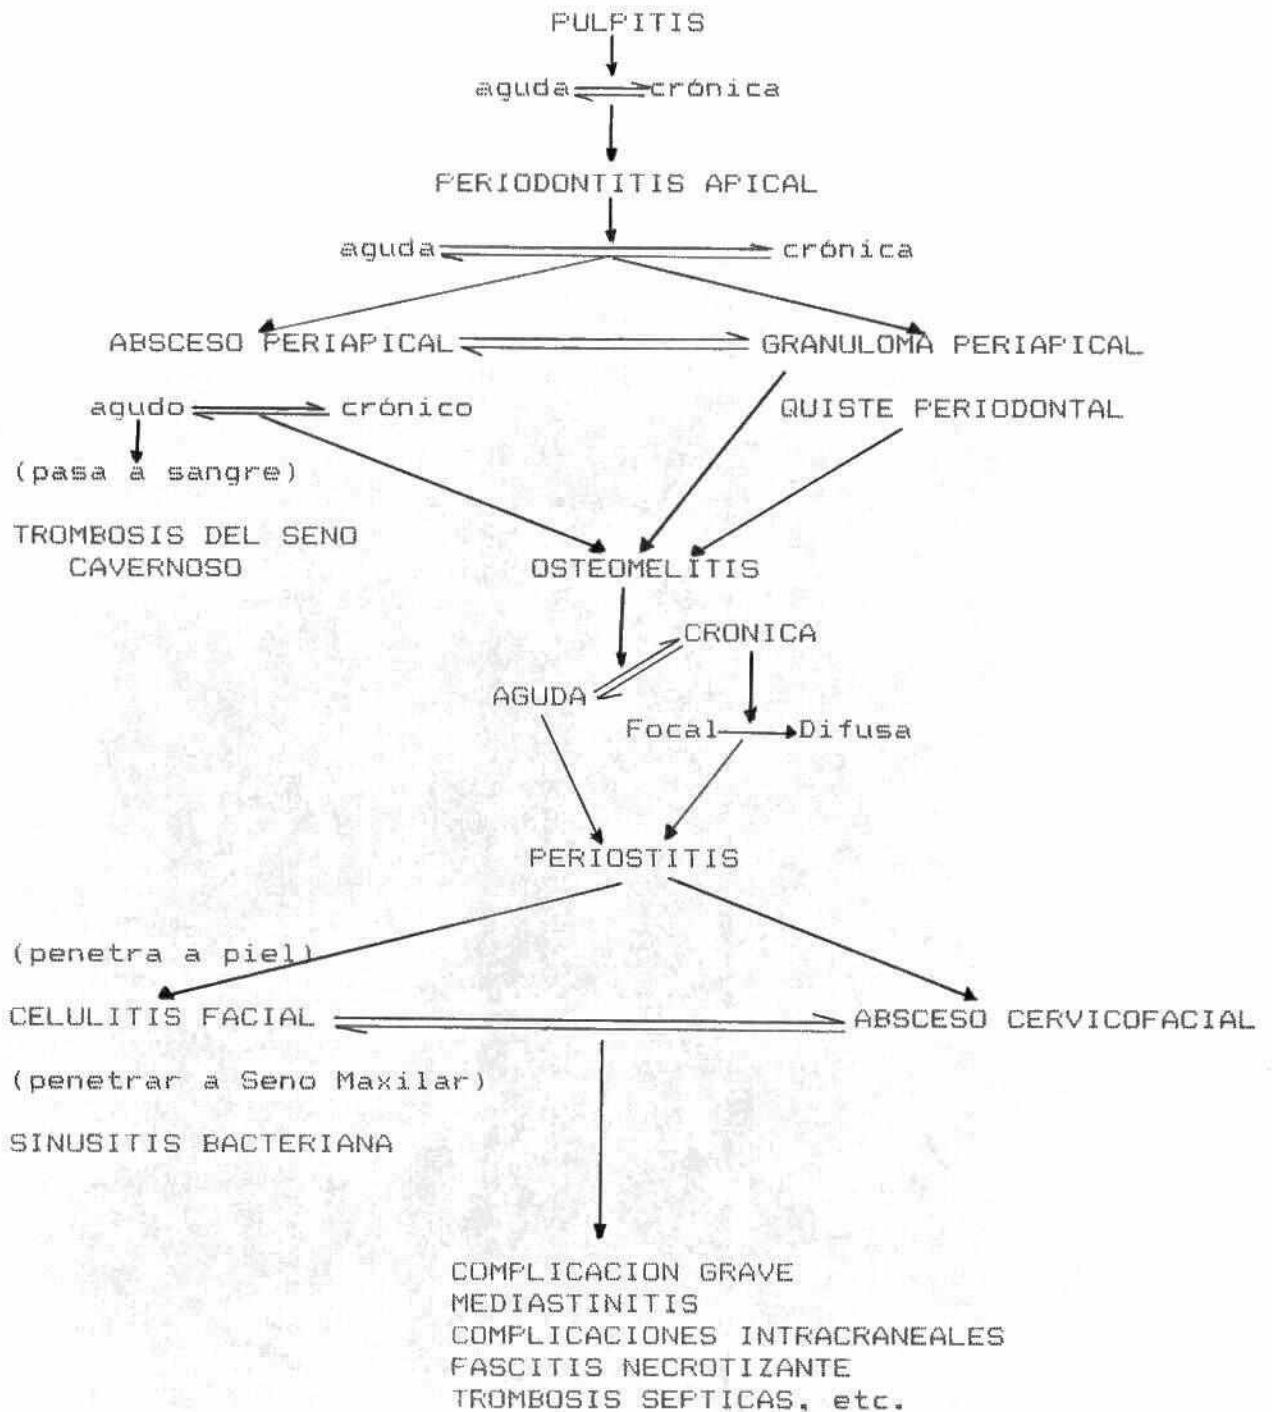 PULPITIS
aguda crónica
PERIODONTITIS APICAL
aguda crónica
ABSCESO PERIAPICAL GRANULOMA PERIAPICAL
agudo crónico QUISTE PERIODONTAL
(pasa a sangre)
TROMBOSIS DEL SENO
CAVERNOSO
OSTEOMELITIS
CRONICA
AGUDA
Focal Difusa
PERIOSTITIS
(penetra a piel)
CELULITIS FACIAL ABSCESO CERVICOFACIAL
(penetrar a Seno Maxilar)
SINUSITIS BACTERIANA
COMPLICACION GRAVE
MEDIASTINITIS
COMPLICACIONES INTRACRANEALES
FASCITIS NECROTIZANTE
TROMBOSIS SEPTICAS, etc.